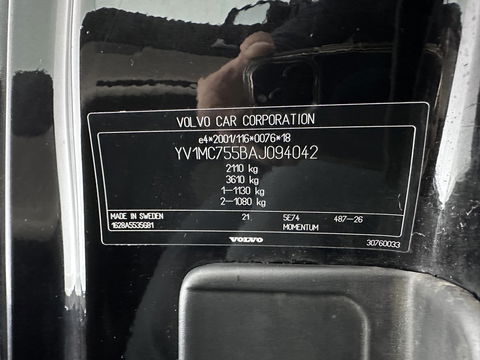 VOLVO CAR CORPORATION
e4*2001/116*0076*18
YV1MC755BAJ094042
2110 kg
3610 kg
1-1130 kg
2-1080 kg
MADE IN SWEDEN 21 5E74 487-26
1628A5535681 MOMENTUM
VOLVO 30760033